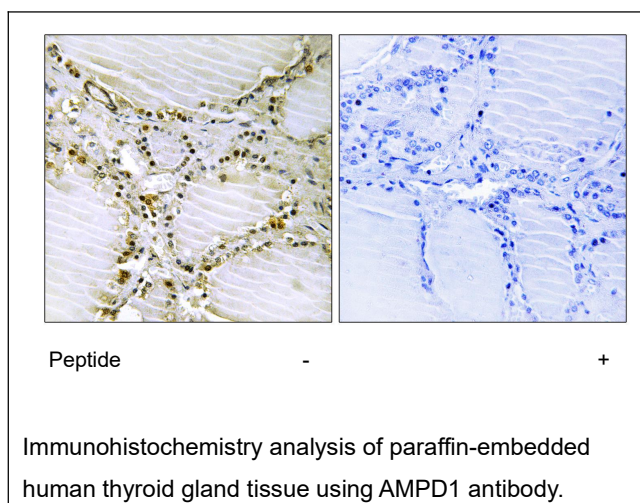 Peptide - +
Immunohistochemistry analysis of paraffin-embedded
human thyroid gland tissue using AMPD1 antibody.